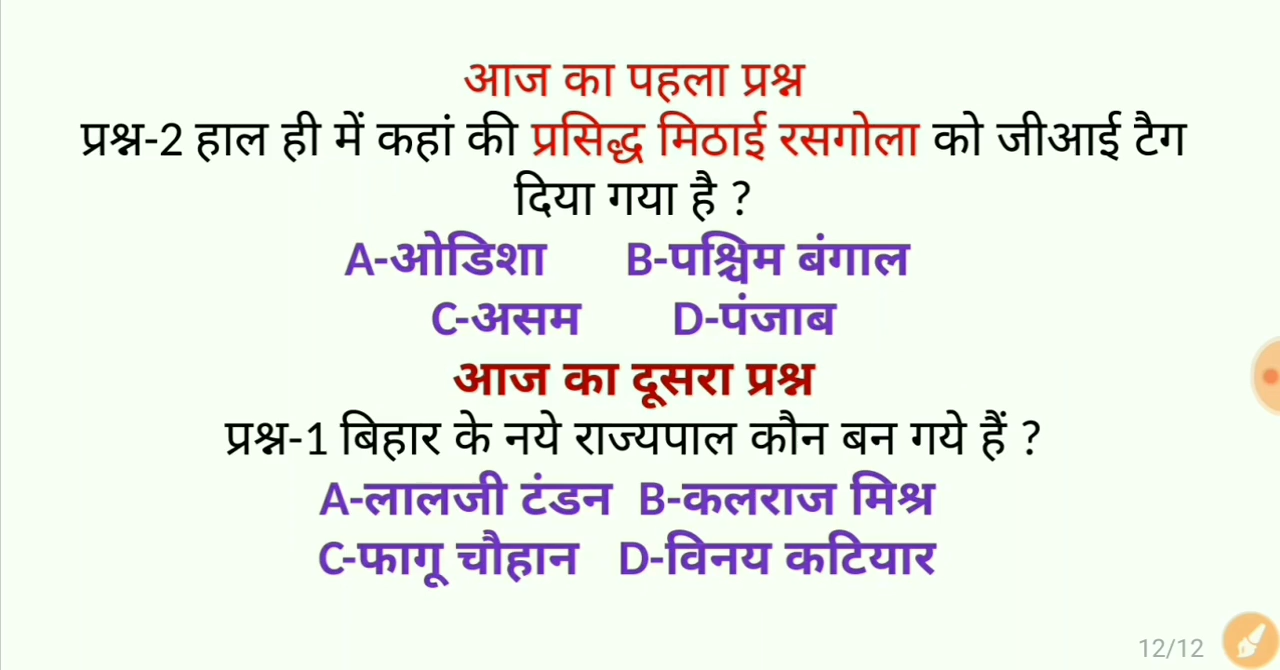 आज का पहला प्रश्न
प्रश्न-2 हाल ही में कहां की प्रसिद्ध मिठाई रसगोला को जीआई टैग
दिया गया है ?
A-ओडिशा B-पश्चिम बंगाल
C-असम D-पंजाब
आज का दूसरा प्रश्न
प्रश्न-1 बिहार के नये राज्यपाल कौन बन गये हैं ?
A-लालजी टंडन B-कलराज मिश्र
C-फागू चौहान D-विनय कटियार
12/12